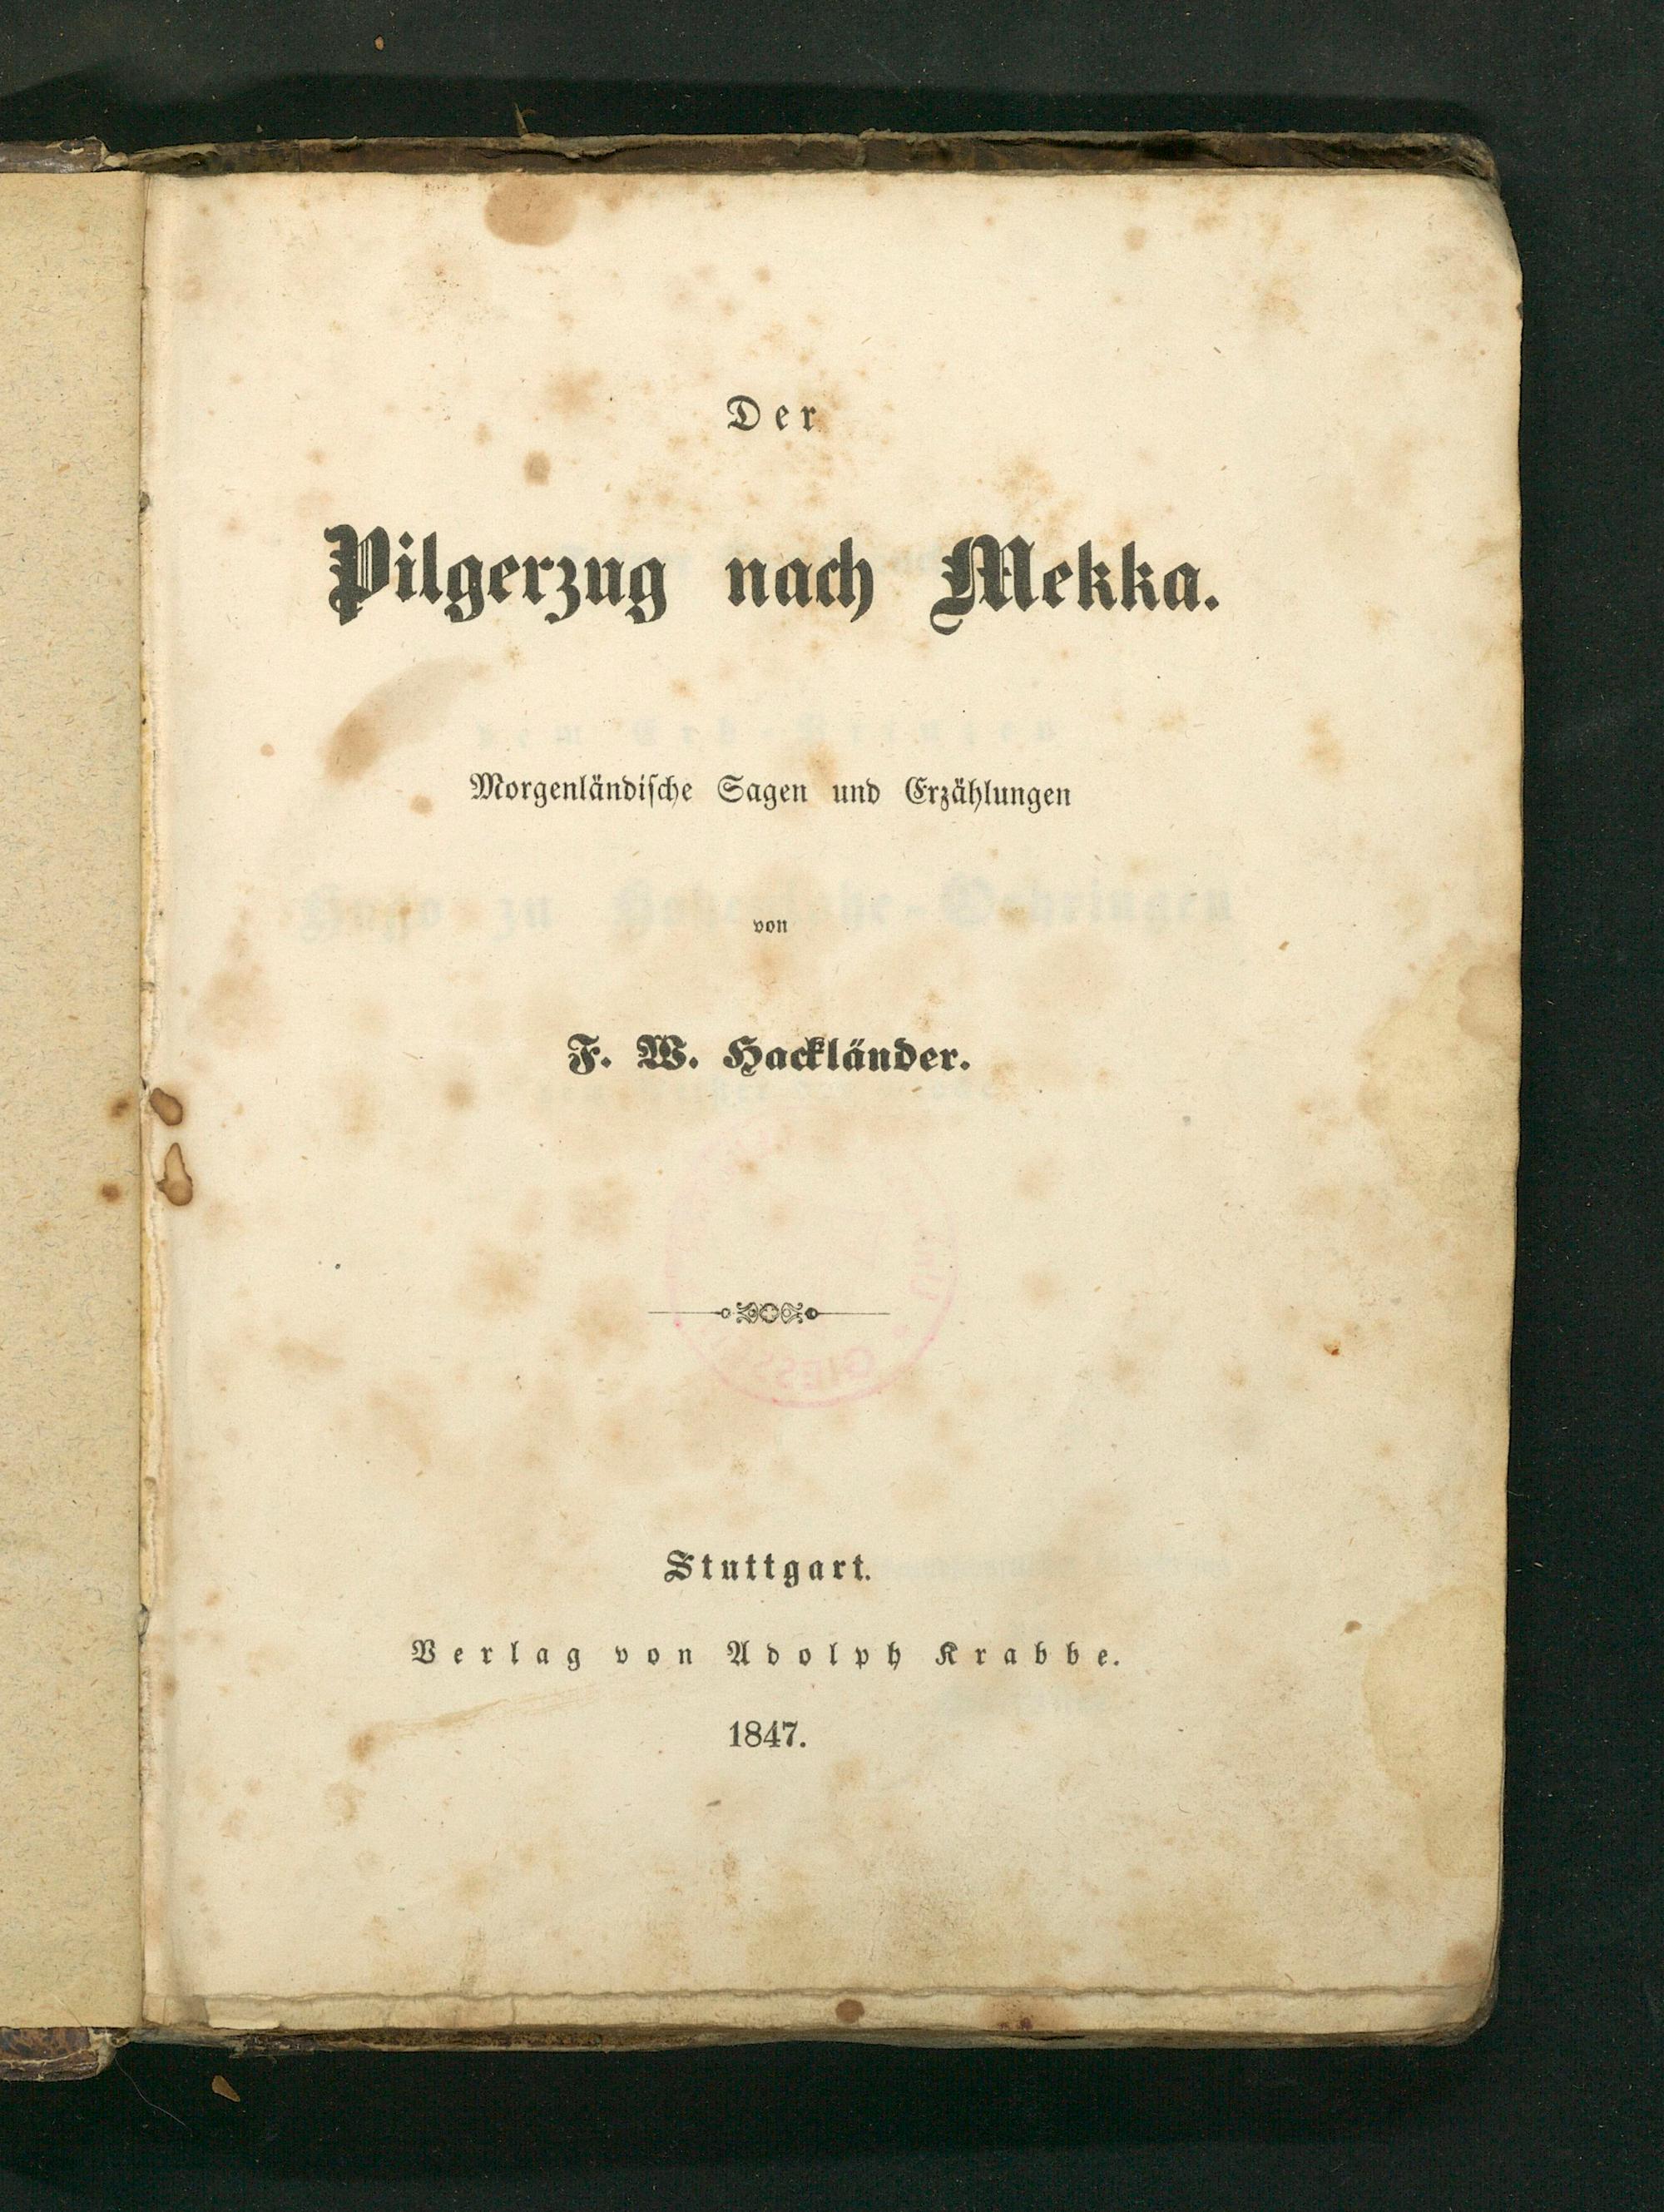 Der
Pilgerzug nach Mekka.
Morgenländiſche Sagen und Erzählungen
von
F. W. Hackländer.
Stuttgart.
Verlag von Adolph Krabbe.
1847.